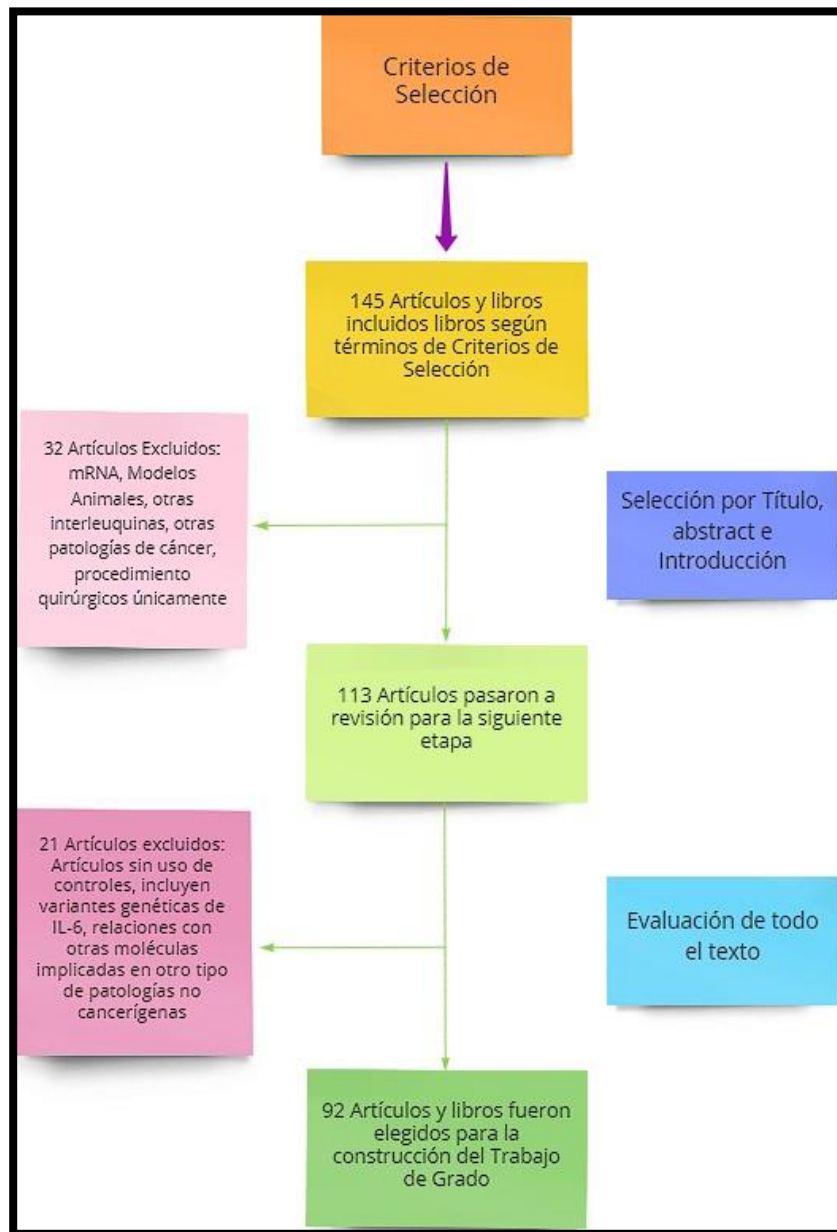 Criterios de
Selección
145 Artículos y libros
incluidos libros según
términos de Criterios de
Selección
32 Artículos Excluidos:
mRNA, Modelos
Animales, otras
interleuquinas, otras
patologías de cáncer,
procedimiento
quirúrgicos únicamente
Selección por Título,
abstract e
Introducción
113 Artículos pasaron a
revisión para la siguiente
etapa
21 Artículos excluidos:
Artículos sin uso de
controles, incluyen
variantes genéticas de
IL-6, relaciones con
otras moléculas
implicadas en otro tipo
de patologías no
cancerígenas
Evaluación de todo
el texto
92 Artículos y libros fueron
elegidos para la
construcción del Trabajo
de Grado